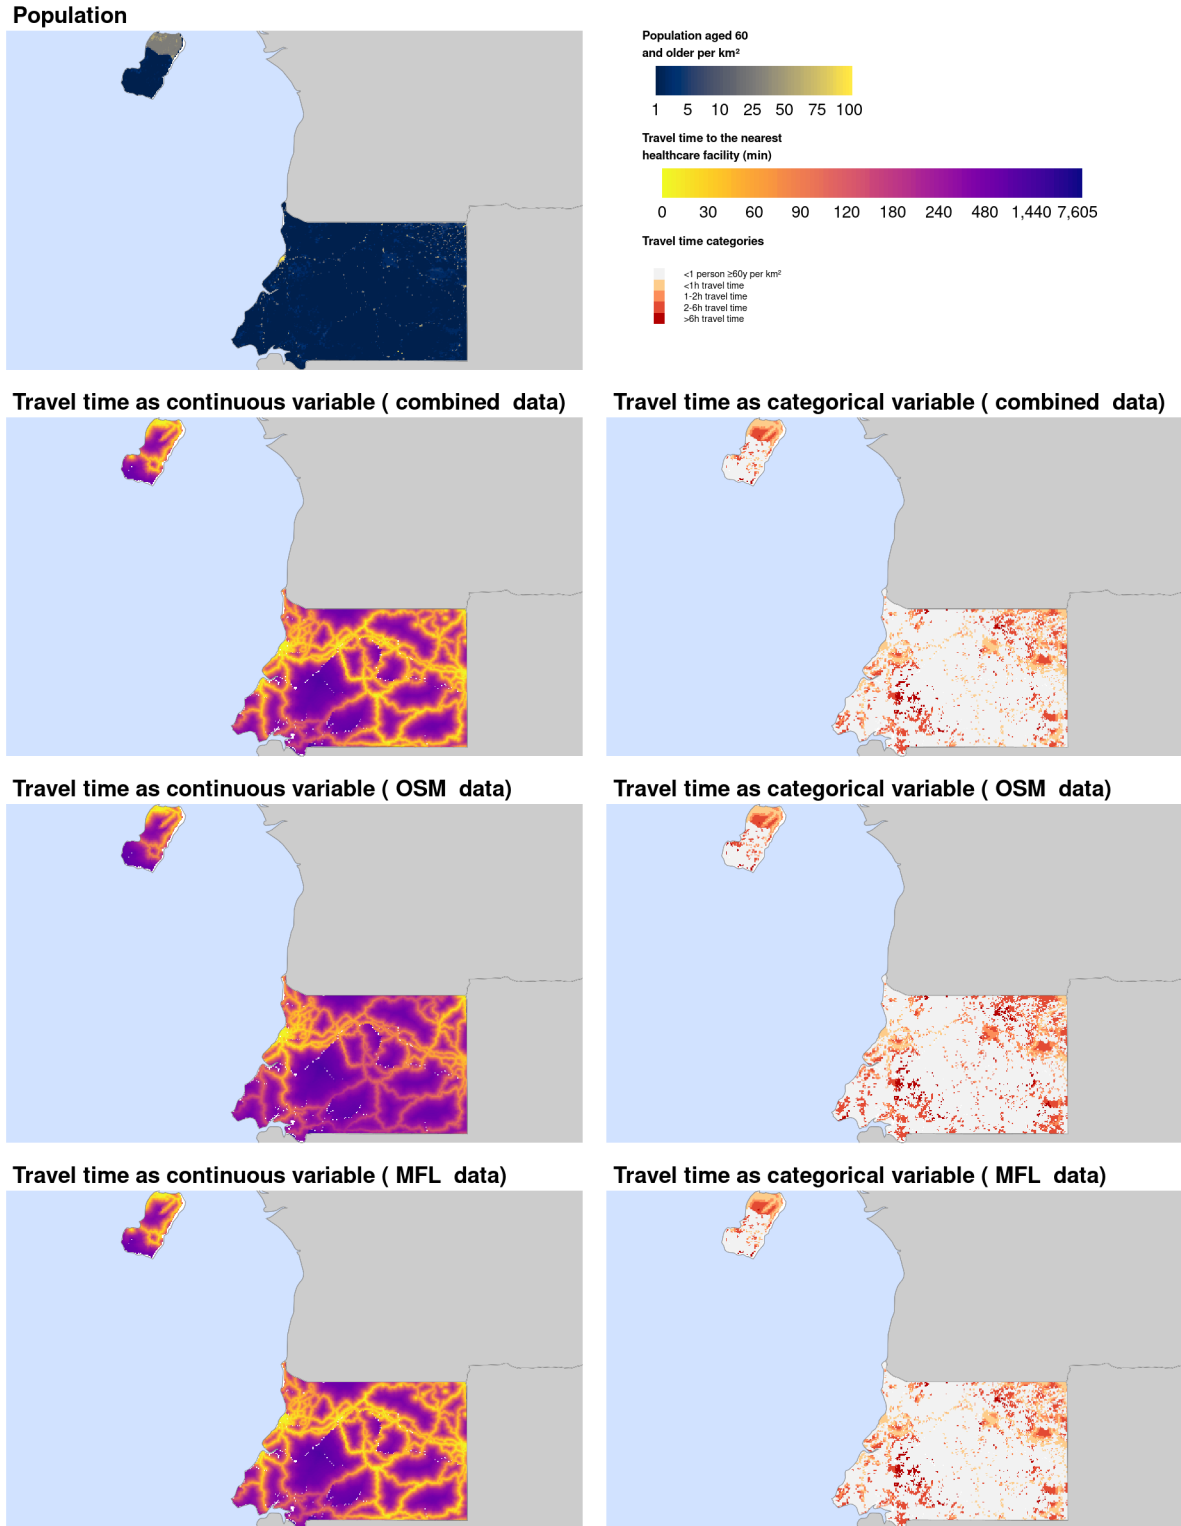 Population
Population aged 60
and older per km²
1 5 10 25 50 75 100
Travel time to the nearest
healthcare facility (min)
0 30 60 90 120 180 240 480 1,440 7,605
Travel time categories
<1 person ≥60y per km²
<1h travel time
1-2h travel time
2-6h travel time
>6h travel time
Travel time as continuous variable ( combined  data)
Travel time as categorical variable ( combined  data)
Travel time as continuous variable ( OSM  data)
Travel time as categorical variable ( OSM  data)
Travel time as continuous variable ( MFL  data)
Travel time as categorical variable ( MFL  data)